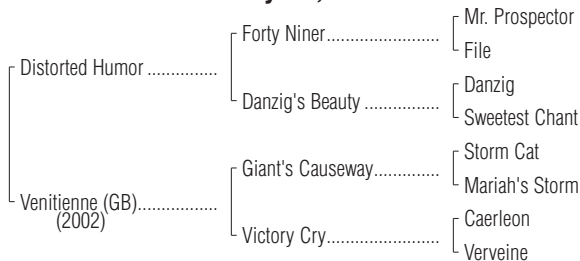 Mr. Prospector
Forty Niner
File
Distorted Humor
Danzig
Danzig's Beauty
Sweetest Chant
Storm Cat
Giant's Causeway
Mariah's Storm
Venitienne (GB)
(2002)
Caerleon
Victory Cry
Verveine